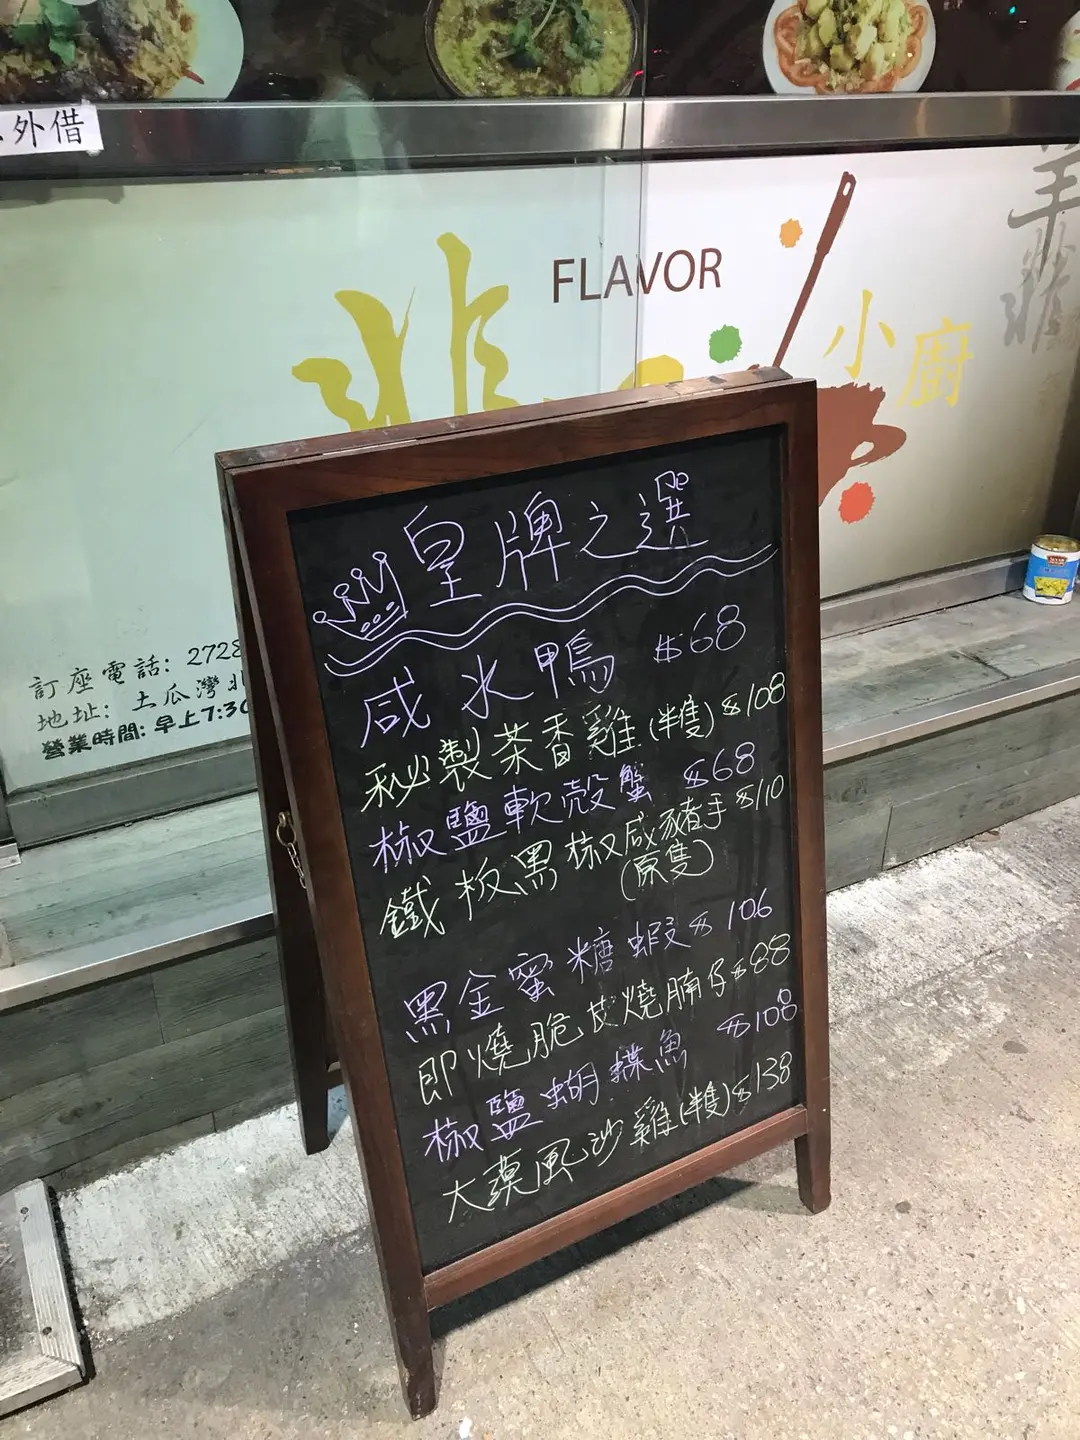 外借
FLAVOR
非
小廚
羊
訂座電話: 2728
地址: 土瓜灣北
營業時間: 早上7:30
皇牌之選
咸水鴨 $68
秘製茶香雞(半隻) $108
椒鹽軟殼蟹 $68
鐵板黑椒咸豬手 $110
(原隻)
黑金蜜糖蝦 $106
即燒脆皮燒腩仔 $88
椒鹽蝴蝶魚 $108
大漠風沙雞(半隻) $138